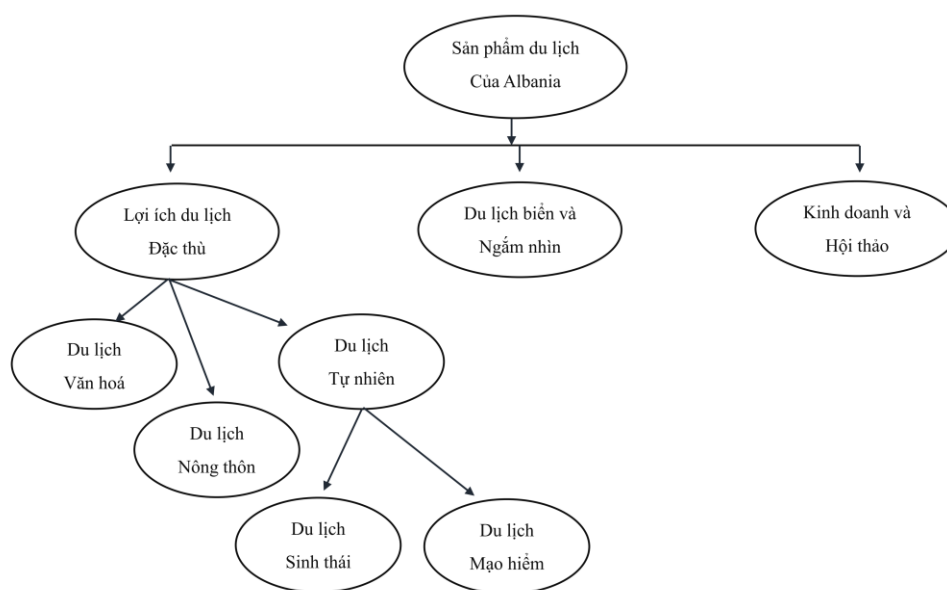 Sản phẩm du lịch
Của Albania
Lợi ích du lịch
Đặc thù
Du lịch biển và
Ngắm nhìn
Kinh doanh và
Hội thảo
Du lịch
Văn hoá
Du lịch
Nông thôn
Du lịch
Tự nhiên
Du lịch
Sinh thái
Du lịch
Mạo hiểm